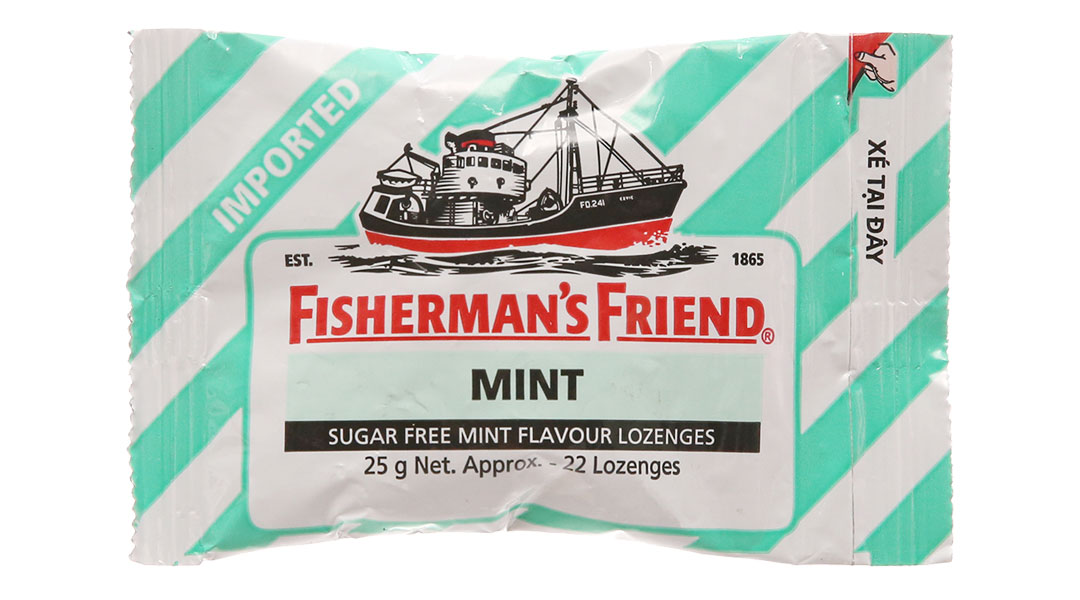 IMPORTED
XÉ TẠI ĐÂY
FD.241
EST. 1865
FISHERMAN'S FRIEND®
MINT
SUGAR FREE MINT FLAVOUR LOZENGES
25 g Net. Approx. - 22 Lozenges